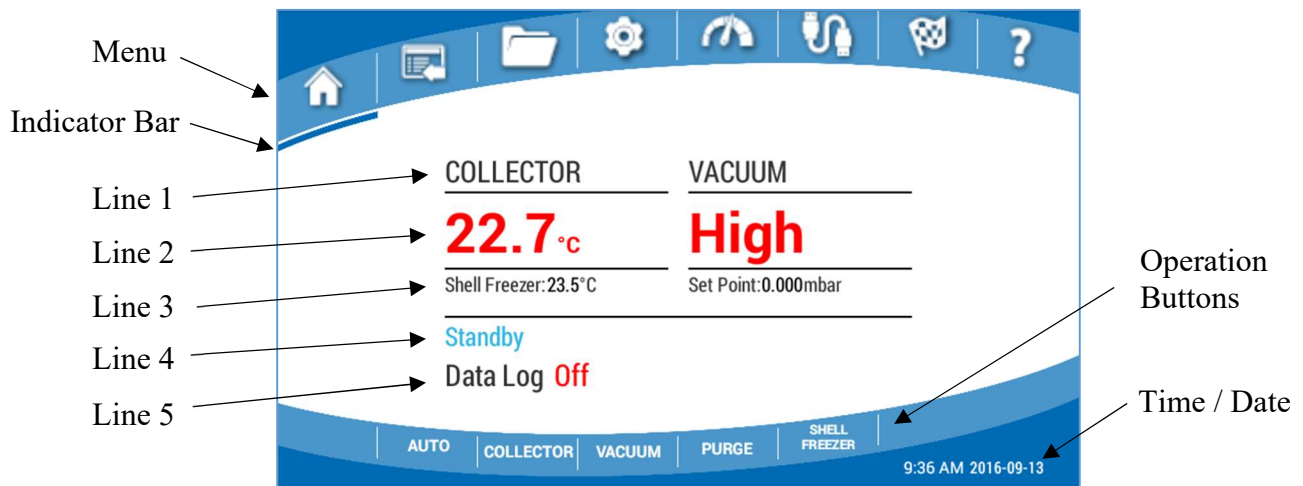 Menu
Indicator Bar
Line 1
Line 2
Line 3
Line 4
Line 5
?
COLLECTOR VACUUM
22.7°C High
Shell Freezer:23.5°C Set Point:0.000mbar
Standby
Data Log Off
AUTO COLLECTOR VACUUM PURGE SHELL FREEZER
9:36 AM 2016-09-13
Operation
Buttons
Time / Date